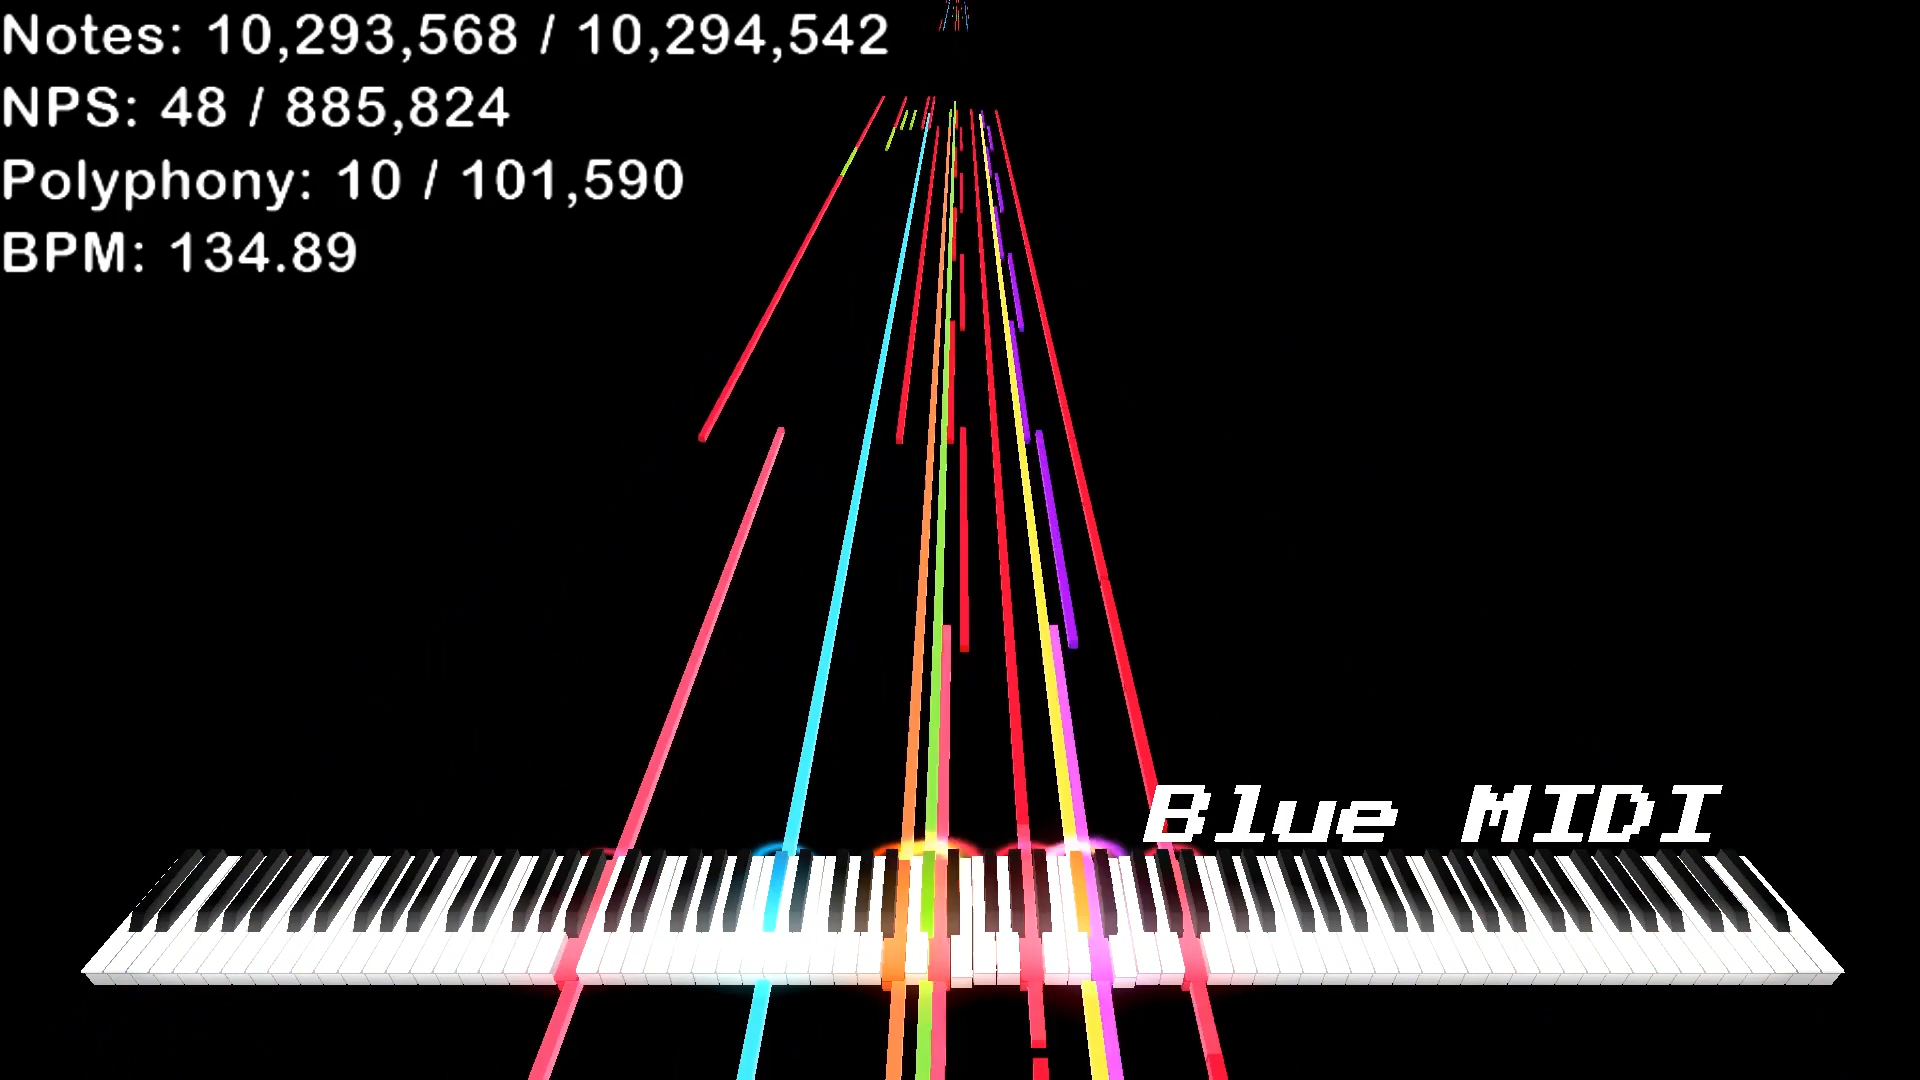 Notes: 10,293,568 / 10,294,542
NPS: 48 / 885,824
Polyphony: 10 / 101,590
BPM: 134.89
Blue MIDI